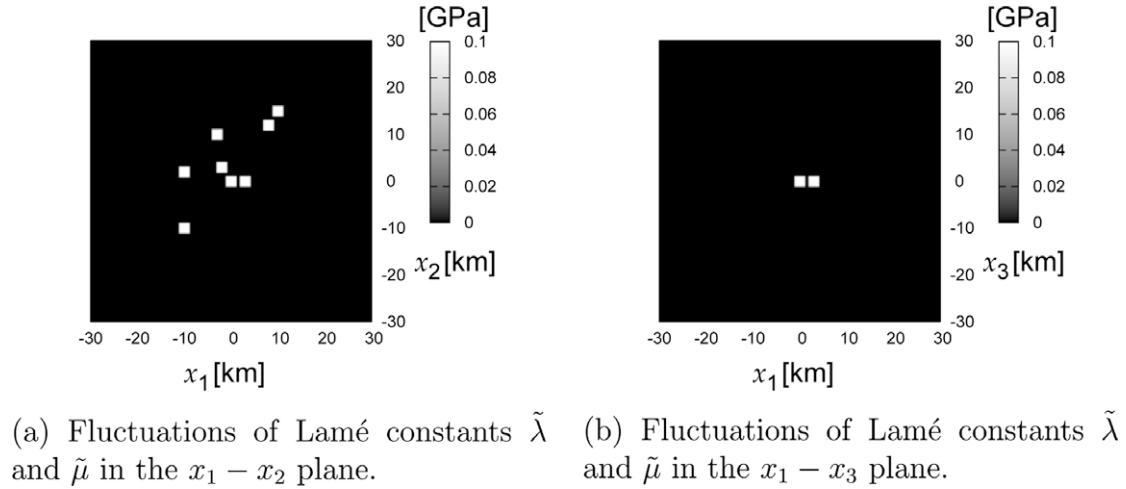 [GPa]
30
0.1
20
0.08
0.06
10
0.04
0
0.02
0
-10
x2 [km]
-20
-30
-30 -20 -10 0 10 20 30
x1 [km]
[GPa]
30
0.1
20
0.08
0.06
10
0.04
0
0.02
0
-10
x3 [km]
-20
-30
-30 -20 -10 0 10 20 30
x1 [km]
(a) Fluctuations of Lamé constants λ̃
and μ̃ in the x1 − x2 plane.
(b) Fluctuations of Lamé constants λ̃
and μ̃ in the x1 − x3 plane.